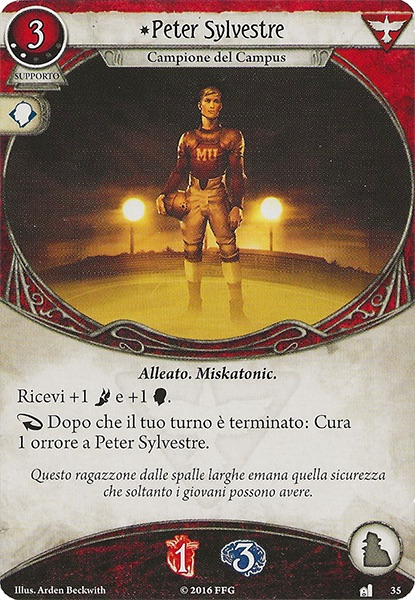 3
*Peter Sylvestre
Campione del Campus
SUPPORTO
MU
Alleato. Miskatonic.
Ricevi +1 e +1 .
Dopo che il tuo turno è terminato: Cura
1 orrore a Peter Sylvestre.
Questo ragazzone dalle spalle larghe emana quella sicurezza
che soltanto i giovani possono avere.
1
3
Illus. Arden Beckwith
© 2016 FFG
35